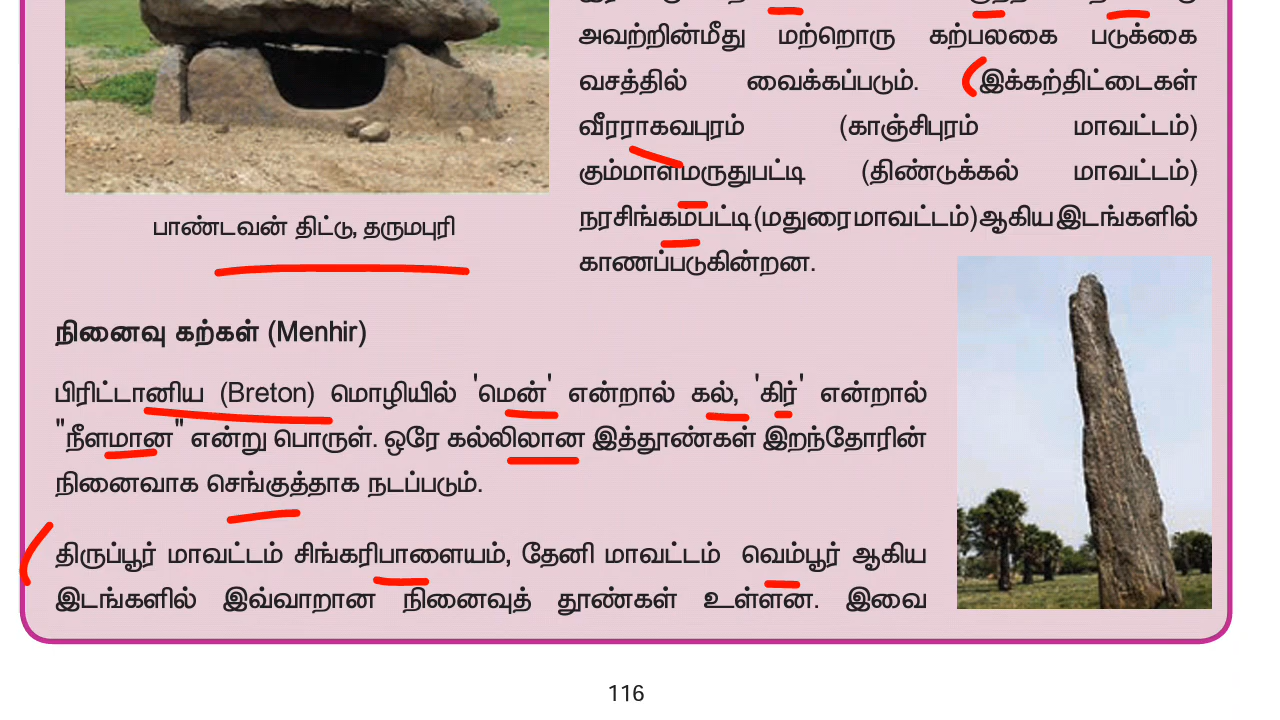 அவற்றின்மீது மற்றொரு கற்பலகை படுக்கை
வசத்தில் வைக்கப்படும். இக்கற்திட்டைகள்
வீரராகவபுரம் (காஞ்சிபுரம் மாவட்டம்)
கும்மாளமருதுபட்டி (திண்டுக்கல் மாவட்டம்)
நரசிங்கம்பட்டி(மதுரைமாவட்டம்)ஆகியஇடங்களில்
காணப்படுகின்றன.
பாண்டவன் திட்டு, தருமபுரி
நினைவு கற்கள் (Menhir)
பிரிட்டானிய (Breton) மொழியில் 'மென்' என்றால் கல், 'கிர்' என்றால்
"நீளமான" என்று பொருள். ஒரே கல்லிலான இத்தூண்கள் இறந்தோரின்
நினைவாக செங்குத்தாக நடப்படும்.
திருப்பூர் மாவட்டம் சிங்கரிபாளையம், தேனி மாவட்டம் வெம்பூர் ஆகிய
இடங்களில் இவ்வாறான நினைவுத் தூண்கள் உள்ளன. இவை
116